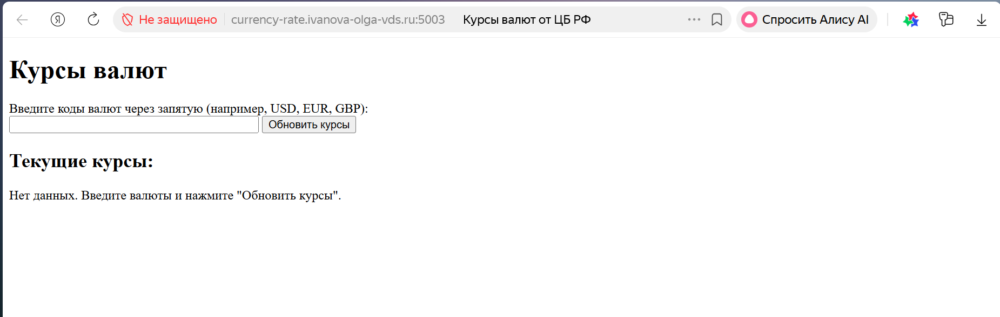 Я Не защищено currency-rate.ivanova-olga-vds.ru:5003 Курсы валют от ЦБ РФ Спросить Алису AI
Курсы валют
Введите коды валют через запятую (например, USD, EUR, GBP):
Обновить курсы
Текущие курсы:
Нет данных. Введите валюты и нажмите "Обновить курсы".